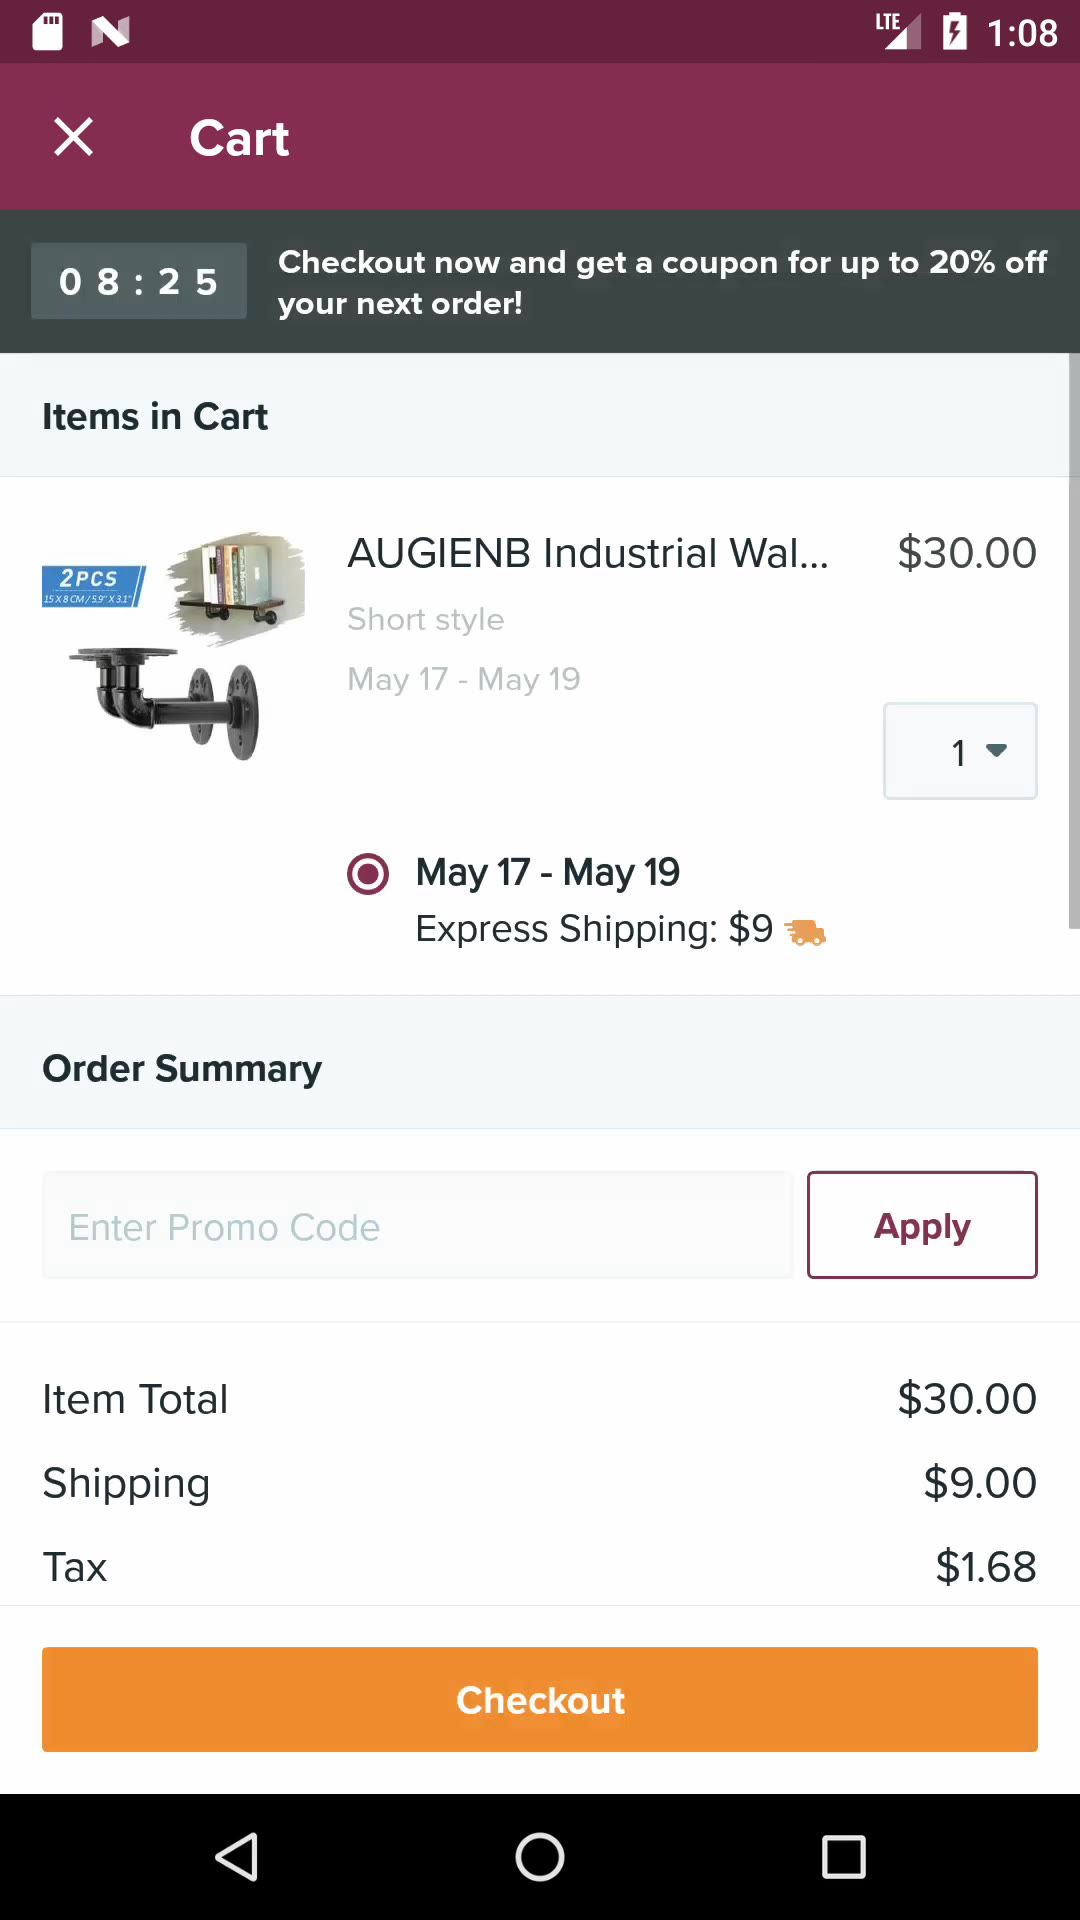 LTE
1:08
Cart
08:25
Checkout now and get a coupon for up to 20% off
your next order!
Items in Cart
2PCS
15 X 8 CM / 5.9" X 3.1"
AUGIENB Industrial Wal...
$30.00
Short style
May 17 - May 19
1
May 17 - May 19
Express Shipping: $9
Order Summary
Enter Promo Code
Apply
Item Total
$30.00
Shipping
$9.00
Tax
$1.68
Checkout